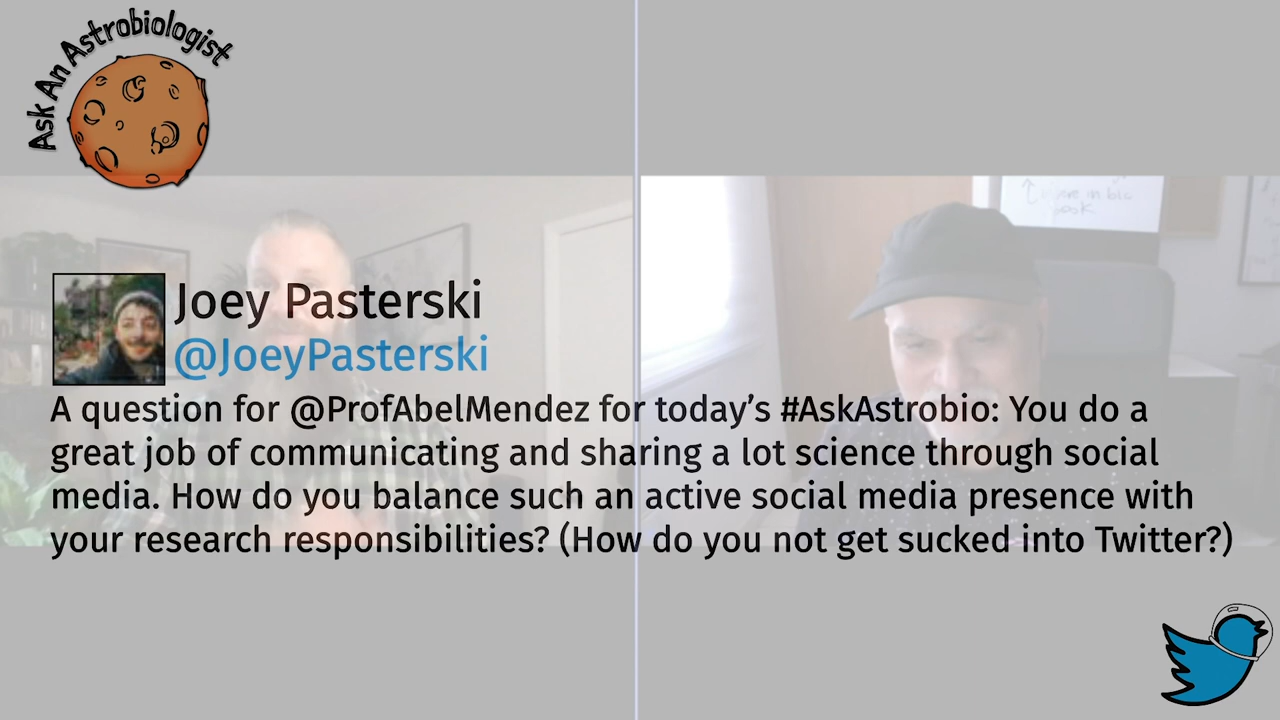 Ask An Astrobiologist
Joey Pasterski
@JoeyPasterski
A question for @ProfAbelMendez for today’s #AskAstrobio: You do a
great job of communicating and sharing a lot science through social
media. How do you balance such an active social media presence with
your research responsibilities? (How do you not get sucked into Twitter?)